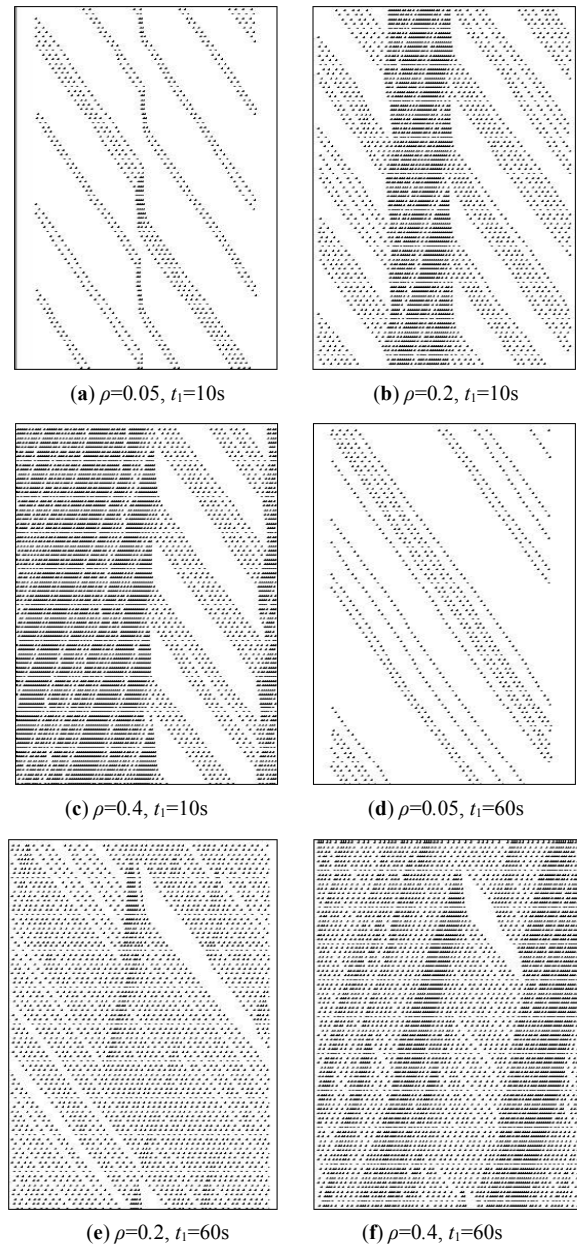 (a) ρ=0.05, t₁=10s
(b) ρ=0.2, t₁=10s
(c) ρ=0.4, t₁=10s
(d) ρ=0.05, t₁=60s
(e) ρ=0.2, t₁=60s
(f) ρ=0.4, t₁=60s